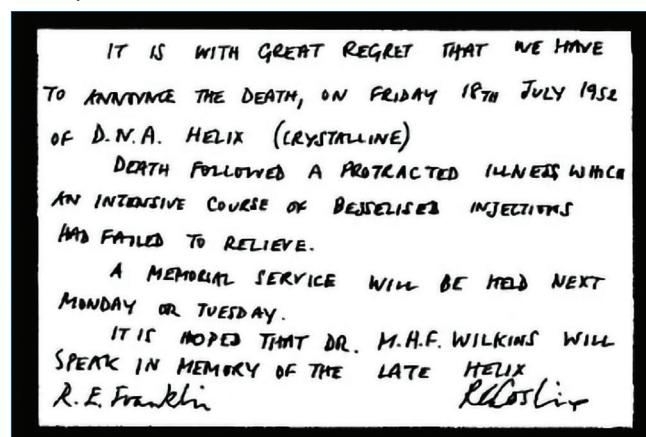 IT IS WITH GREAT REGRET THAT WE HAVE
TO ANNOUNCE THE DEATH, ON FRIDAY 18TH JULY 1952
OF D.N.A. HELIX (CRYSTALLINE)
DEATH FOLLOWED A PROTRACTED ILLNESS WHICH
AN INTENSIVE COURSE OF BESSELISED INJECTIONS
HAD FAILED TO RELIEVE.
A MEMORIAL SERVICE WILL BE HELD NEXT
MONDAY OR TUESDAY.
IT IS HOPED THAT DR. M.H.F. WILKINS WILL
SPEAK IN MEMORY OF THE LATE HELIX
R. E. Franklin RGGosling